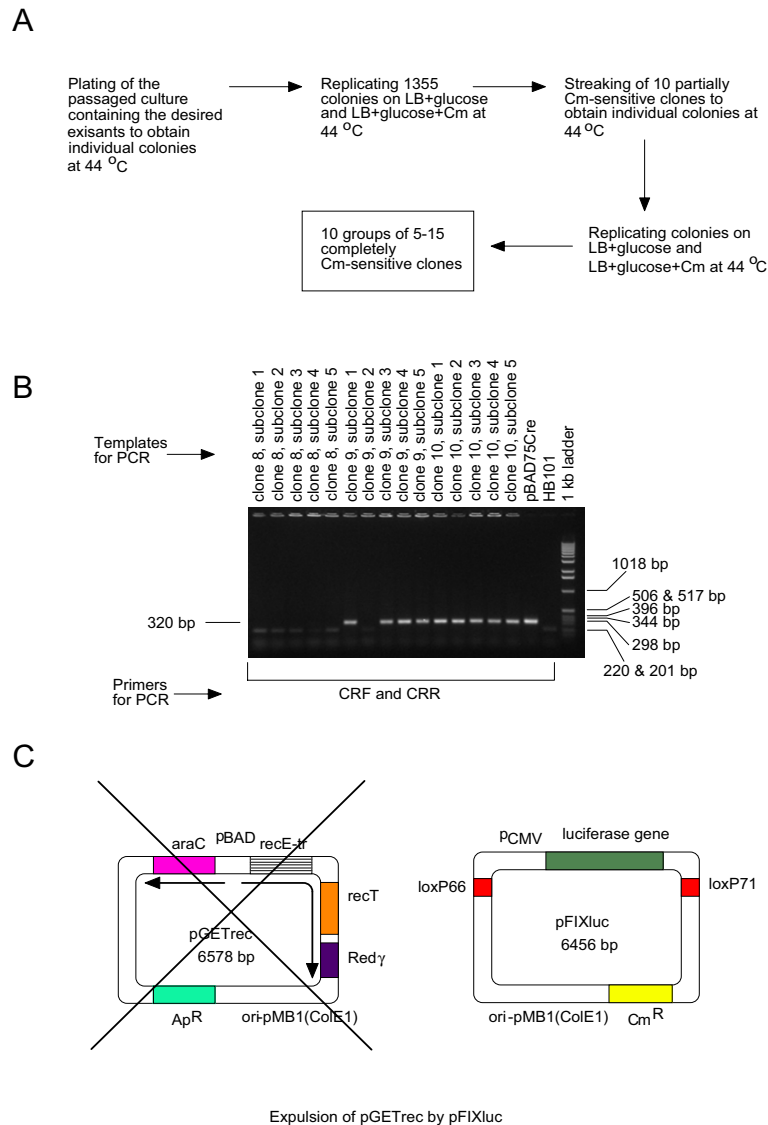 A
Plating of the
passaged culture
containing the desired
exisants to obtain
individual colonies
at 44 °C
Replicating 1355
colonies on LB+glucose
and LB+glucose+Cm at
44 °C
Streaking of 10 partially
Cm-sensitive clones to
obtain individual colonies at
44 °C
Replicating colonies on
LB+glucose and
LB+glucose+Cm at 44 °C
10 groups of 5-15
completely
Cm-sensitive clones
B
Templates
for PCR
clone 8, subclone 1
clone 8, subclone 2
clone 8, subclone 3
clone 8, subclone 4
clone 8, subclone 5
clone 9, subclone 1
clone 9, subclone 2
clone 9, subclone 3
clone 9, subclone 4
clone 9, subclone 5
clone 10, subclone 1
clone 10, subclone 2
clone 10, subclone 3
clone 10, subclone 4
clone 10, subclone 5
pBAD75Cre
HB101
1 kb ladder
320 bp
1018 bp
506 & 517 bp
396 bp
344 bp
298 bp
220 & 201 bp
Primers
for PCR
CRF and CRR
C
araC
pBAD
recE-tr
recT
pGETrec
6578 bp
Redγ
ApR
ori-pMB1(ColE1)
pCMV
luciferase gene
loxP66
loxP71
pFIXluc
6456 bp
ori-pMB1(ColE1)
CmR
Expulsion of pGETrec by pFIXluc